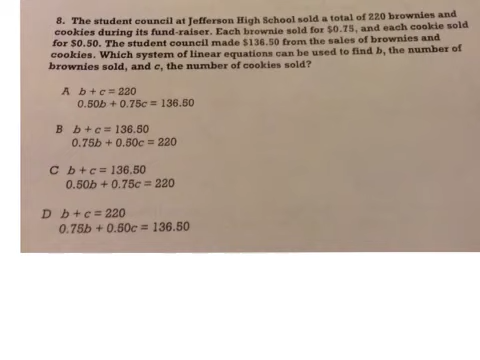 8. The student council at Jefferson High School sold a total of 220 brownies and
cookies during its fund-raiser. Each brownie sold for $0.75, and each cookie sold
for $0.50. The student council made $136.50 from the sales of brownies and
cookies. Which system of linear equations can be used to find b, the number of
brownies sold, and c, the number of cookies sold?
A b + c = 220
0.50b + 0.75c = 136.50
B b + c = 136.50
0.75b + 0.50c = 220
C b + c = 136.50
0.50b + 0.75c = 220
D b + c = 220
0.75b + 0.50c = 136.50